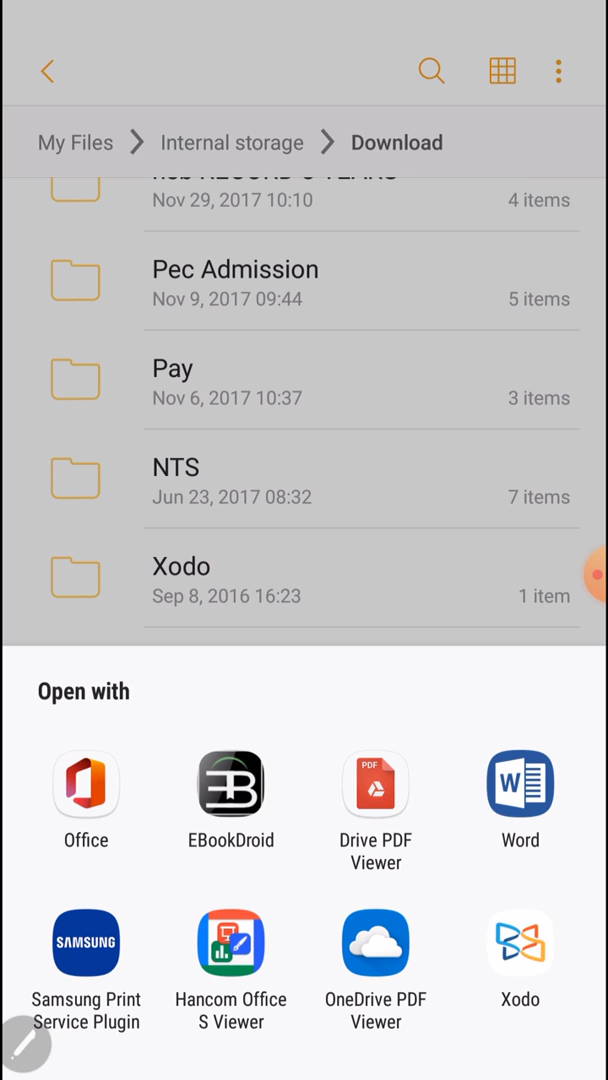 My Files Internal storage Download
Nov 29, 2017 10:10 4 items
Pec Admission
Nov 9, 2017 09:44 5 items
Pay
Nov 6, 2017 10:37 3 items
NTS
Jun 23, 2017 08:32 7 items
Xodo
Sep 8, 2016 16:23 1 item
Open with
PDF
W
SAMSUNG
Office EBookDroid Drive PDF Viewer Word
Samsung Print Service Plugin Hancom Office S Viewer OneDrive PDF Viewer Xodo